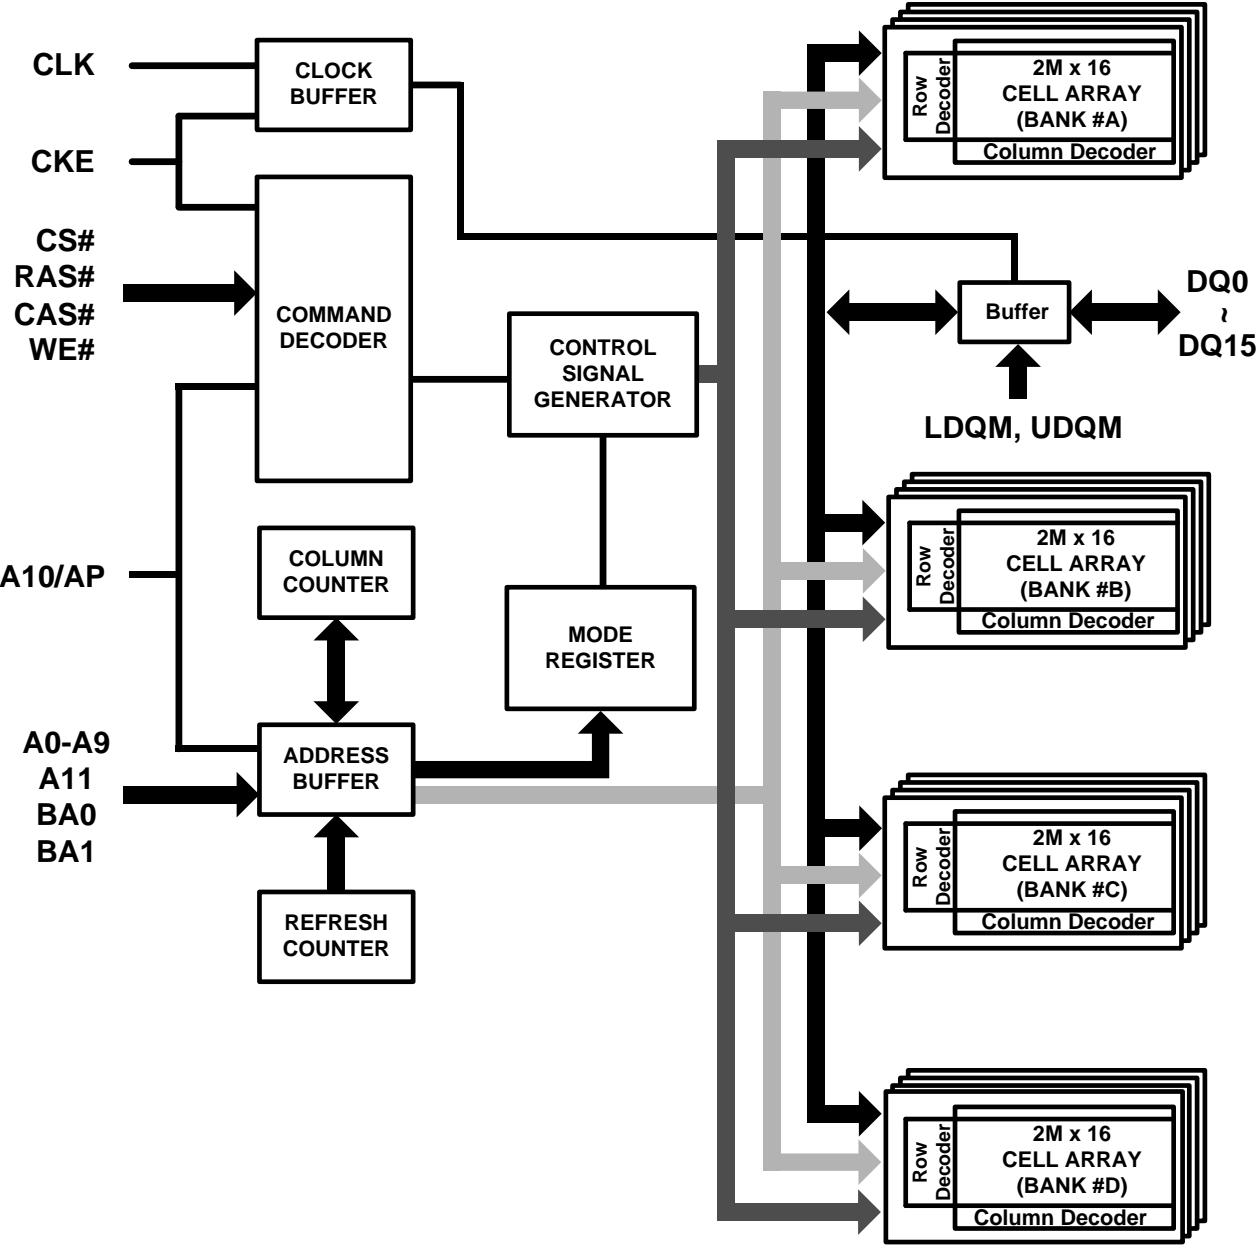 CLK
CKE
CS#
RAS#
CAS#
WE#
A10/AP
A0-A9
A11
BA0
BA1
CLOCK
BUFFER
COMMAND
DECODER
COLUMN
COUNTER
ADDRESS
BUFFER
REFRESH
COUNTER
CONTROL
SIGNAL
GENERATOR
MODE
REGISTER
Row
Decoder
2M x 16
CELL ARRAY
(BANK #A)
Column Decoder
Buffer
DQ0
~
DQ15
LDQM, UDQM
Row
Decoder
2M x 16
CELL ARRAY
(BANK #B)
Column Decoder
Row
Decoder
2M x 16
CELL ARRAY
(BANK #C)
Column Decoder
Row
Decoder
2M x 16
CELL ARRAY
(BANK #D)
Column Decoder